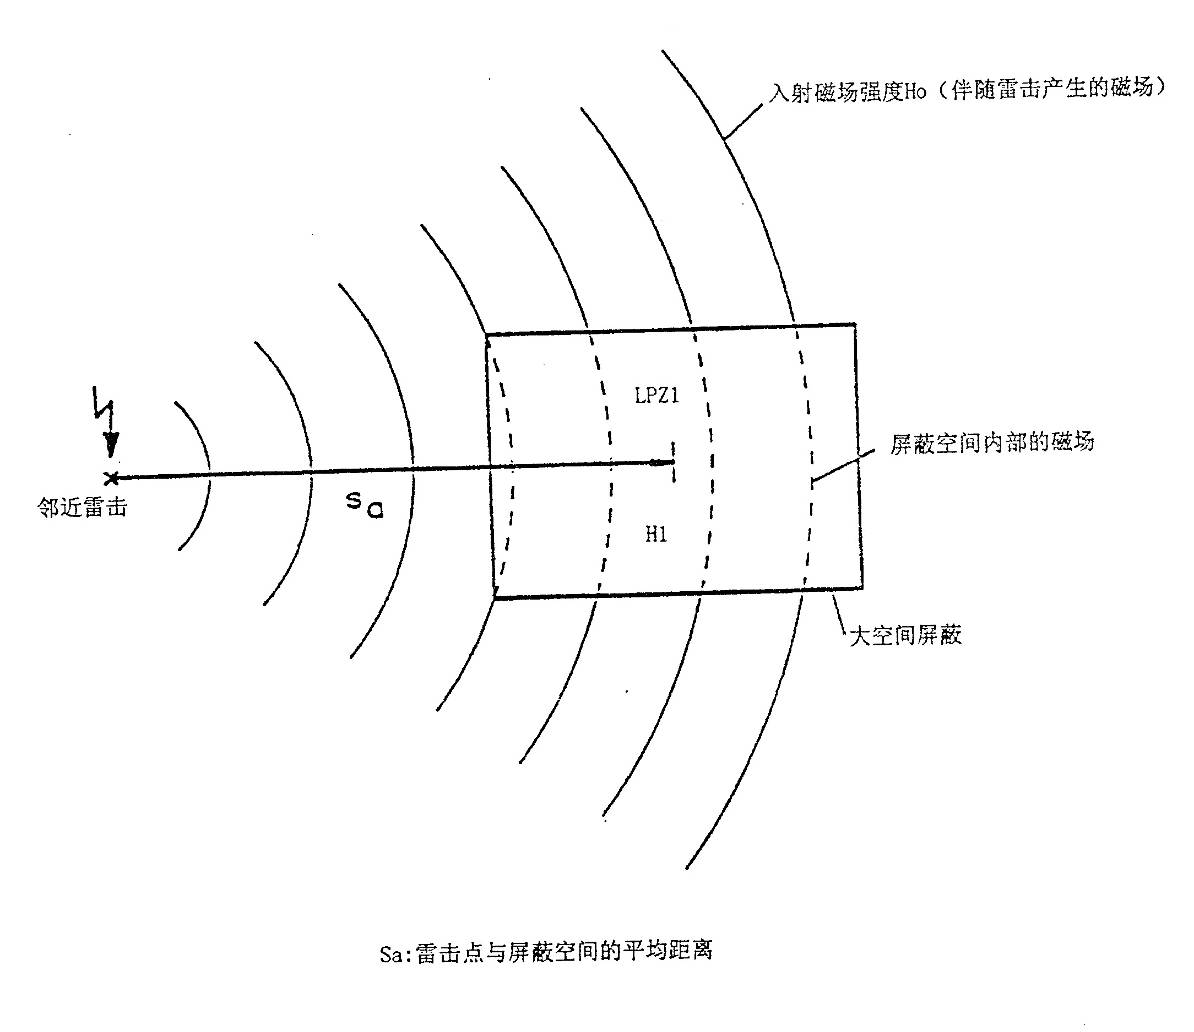 入射磁场强度Ho（伴随雷击产生的磁场）
LPZ1
屏蔽空间内部的磁场
邻近雷击
sa
H1
大空间屏蔽
Sa:雷击点与屏蔽空间的平均距离